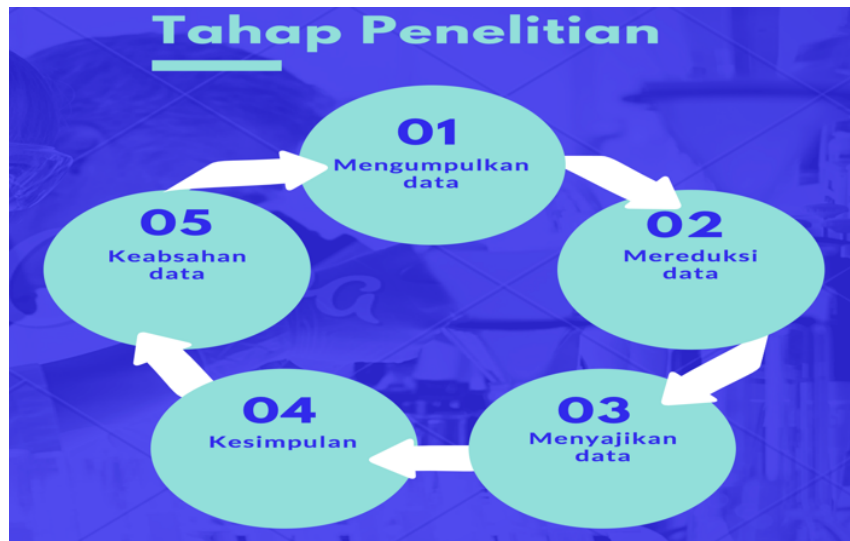 Tahap Penelitian
01
Mengumpulkan
data
02
Mereduksi
data
03
Menyajikan
data
04
Kesimpulan
05
Keabsahan
data